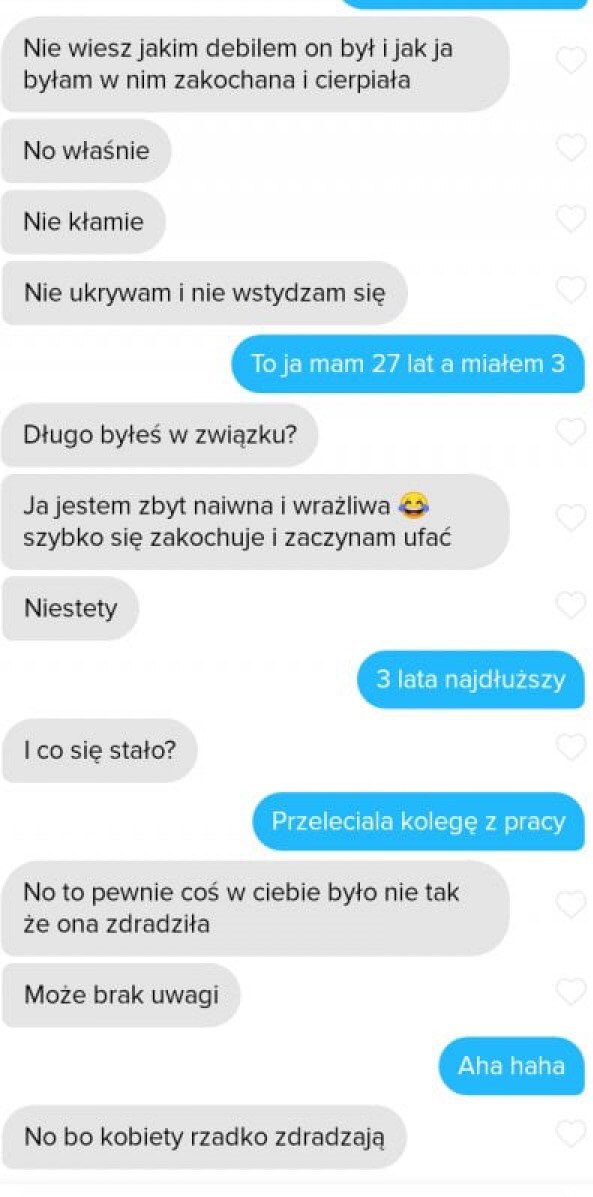 Nie wiesz jakim debilem on był i jak ja
byłam w nim zakochana i cierpiała
No właśnie
Nie kłamie
Nie ukrywam i nie wstydzam się
To ja mam 27 lat a miałem 3
Długo byłeś w związku?
Ja jestem zbyt naiwna i wrażliwa 😂
szybko się zakochuje i zaczynam ufać
Niestety
3 lata najdłuższy
I co się stało?
Przeleciala kolegę z pracy
No to pewnie coś w ciebie było nie tak
że ona zdradziła
Może brak uwagi
Aha haha
No bo kobiety rzadko zdradzają